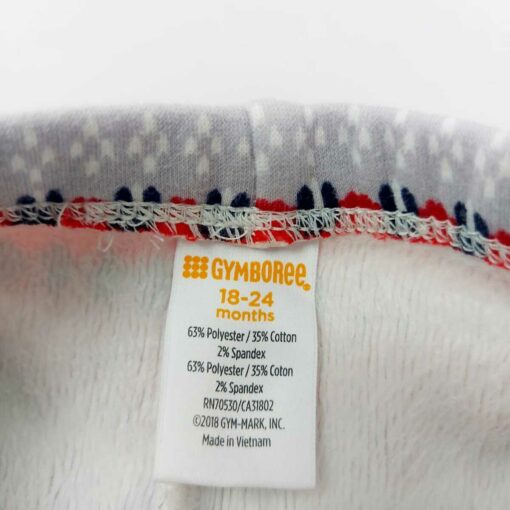 GYMBOREE
18-24
months
63% Polyester / 35% Cotton
2% Spandex
63% Polyester / 35% Coton
2% Spandex
RN70530/CA31802
©2018 GYM-MARK, INC.
Made in Vietnam